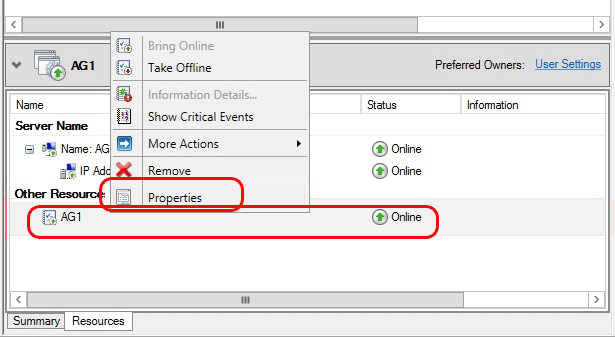 AG1
Preferred Owners: User Settings
Bring Online
Take Offline
Information Details...
Show Critical Events
More Actions
Remove
Properties
Name Status Information
Server Name
Name: AG Online
IP Add Online
Other Resource
AG1 Online
Summary Resources